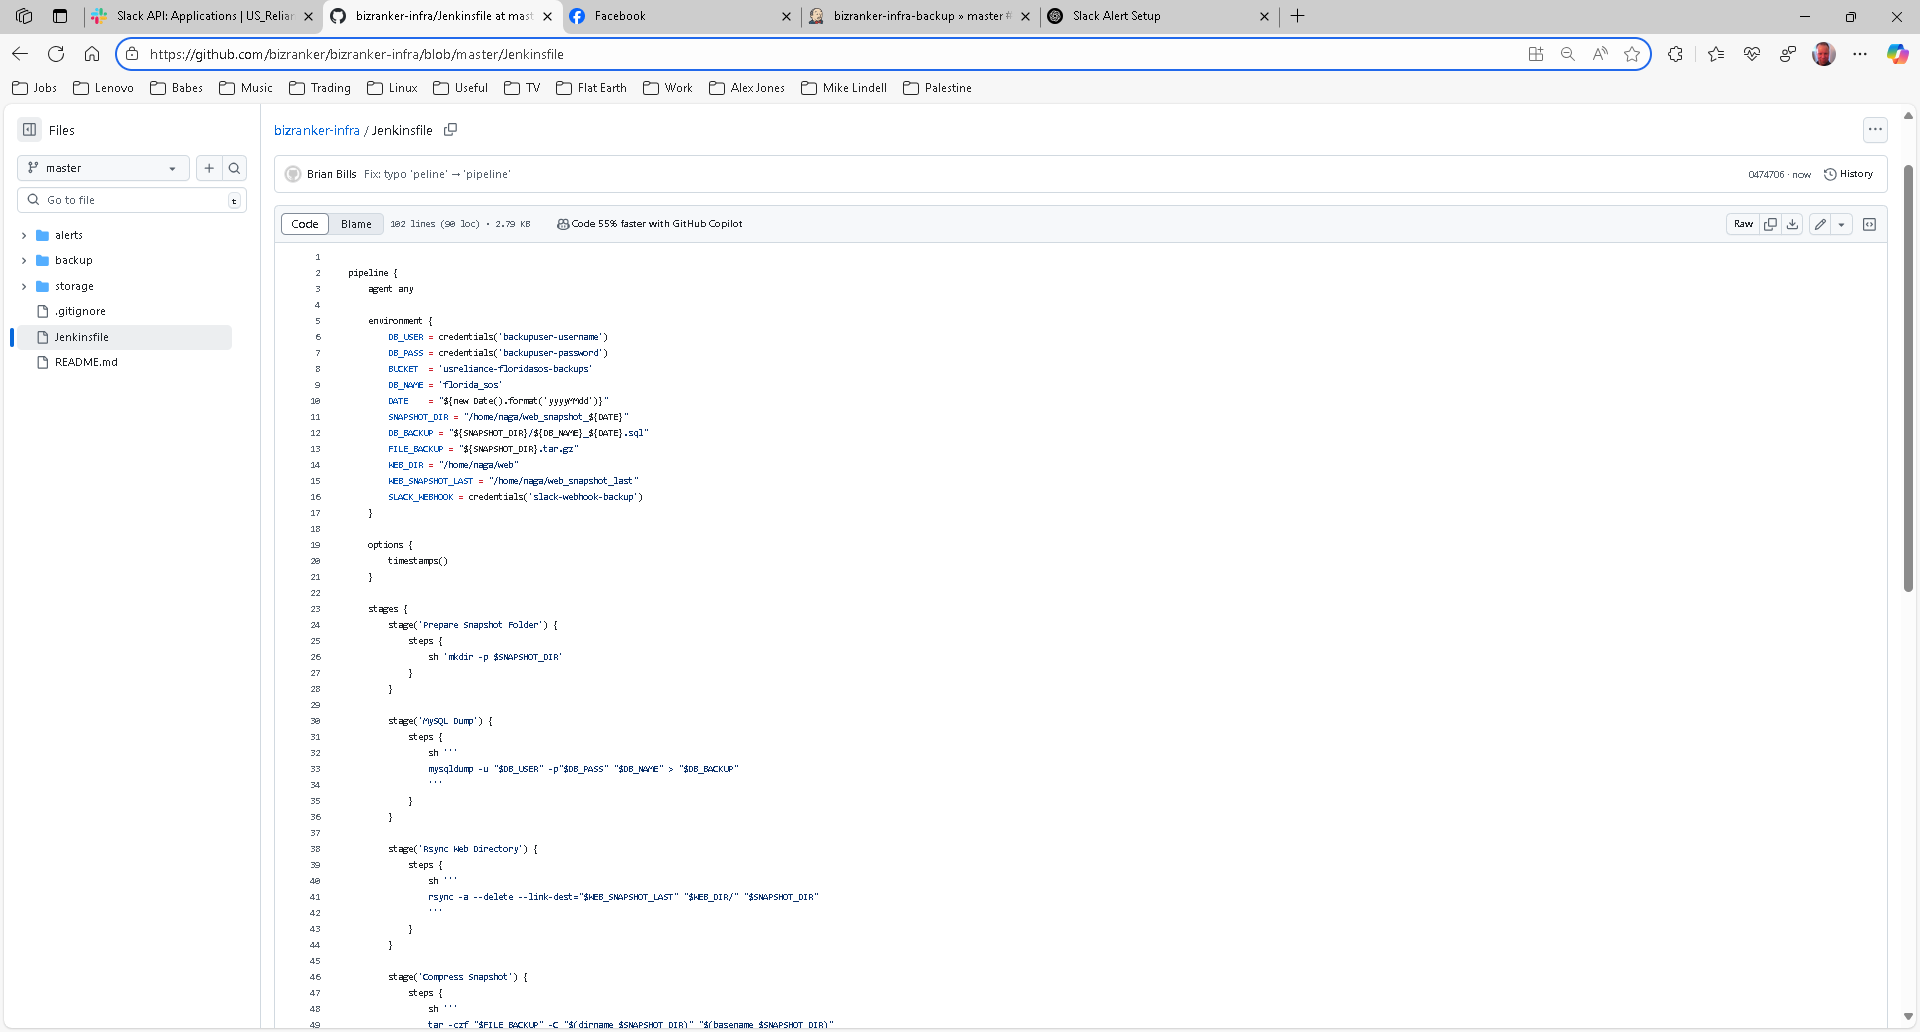 Slack API: Applications | US_Relian
bizranker-infra/Jenkinsfile at mast
Facebook
bizranker-infra-backup » master #
Slack Alert Setup
https://github.com/bizranker/bizranker-infra/blob/master/Jenkinsfile
Jobs
Lenovo
Babes
Music
Trading
Linux
Useful
TV
Flat Earth
Work
Alex Jones
Mike Lindell
Palestine
Files
bizranker-infra / Jenkinsfile
master
Brian Bills Fix: typo 'peline' → 'pipeline'
0474706 · now
History
Go to file
t
Code
Blame
102 lines (90 loc) · 2.79 KB
Code 55% faster with GitHub Copilot
Raw
alerts
backup
storage
.gitignore
Jenkinsfile
README.md
1
2 pipeline {
3 agent any
4
5 environment {
6 DB_USER = credentials('backupuser-username')
7 DB_PASS = credentials('backupuser-password')
8 BUCKET = 'usreliance-floridasos-backups'
9 DB_NAME = 'florida_sos'
10 DATE = "${new Date().format('yyyyMMdd')}"
11 SNAPSHOT_DIR = "/home/naga/web_snapshot_${DATE}"
12 DB_BACKUP = "${SNAPSHOT_DIR}/${DB_NAME}_${DATE}.sql"
13 FILE_BACKUP = "${SNAPSHOT_DIR}.tar.gz"
14 WEB_DIR = "/home/naga/web"
15 WEB_SNAPSHOT_LAST = "/home/naga/web_snapshot_last"
16 SLACK_WEBHOOK = credentials('slack-webhook-backup')
17 }
18
19 options {
20 timestamps()
21 }
22
23 stages {
24 stage('Prepare Snapshot Folder') {
25 steps {
26 sh 'mkdir -p $SNAPSHOT_DIR'
27 }
28 }
29
30 stage('MySQL Dump') {
31 steps {
32 sh '''
33 mysqldump -u "$DB_USER" -p"$DB_PASS" "$DB_NAME" > "$DB_BACKUP"
34 '''
35 }
36 }
37
38 stage('Rsync Web Directory') {
39 steps {
40 sh '''
41 rsync -a --delete --link-dest="$WEB_SNAPSHOT_LAST" "$WEB_DIR/" "$SNAPSHOT_DIR"
42 '''
43 }
44 }
45
46 stage('Compress Snapshot') {
47 steps {
48 sh '''
49 tar -czf "$FILE_BACKUP" -C "$(dirname $SNAPSHOT_DIR)" "$(basename $SNAPSHOT_DIR)"